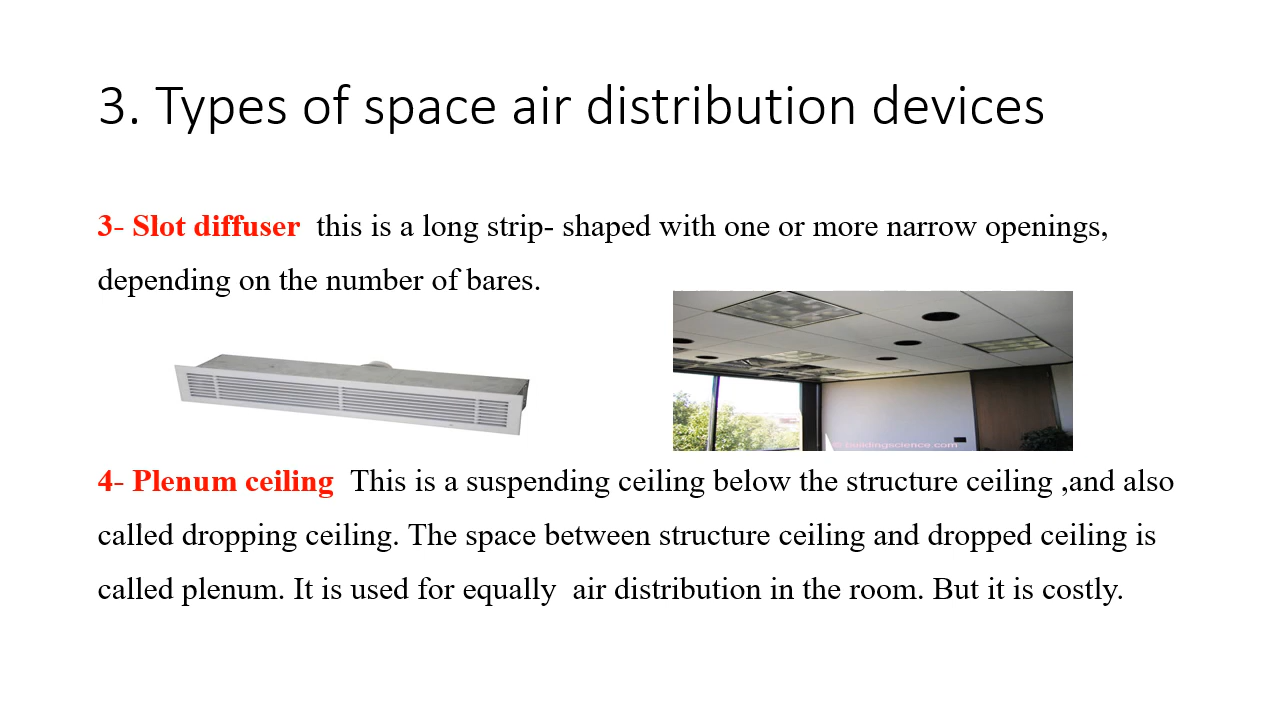 3. Types of space air distribution devices
3- Slot diffuser this is a long strip- shaped with one or more narrow openings,
depending on the number of bares.
© buildingscience.com
4- Plenum ceiling This is a suspending ceiling below the structure ceiling ,and also
called dropping ceiling. The space between structure ceiling and dropped ceiling is
called plenum. It is used for equally air distribution in the room. But it is costly.